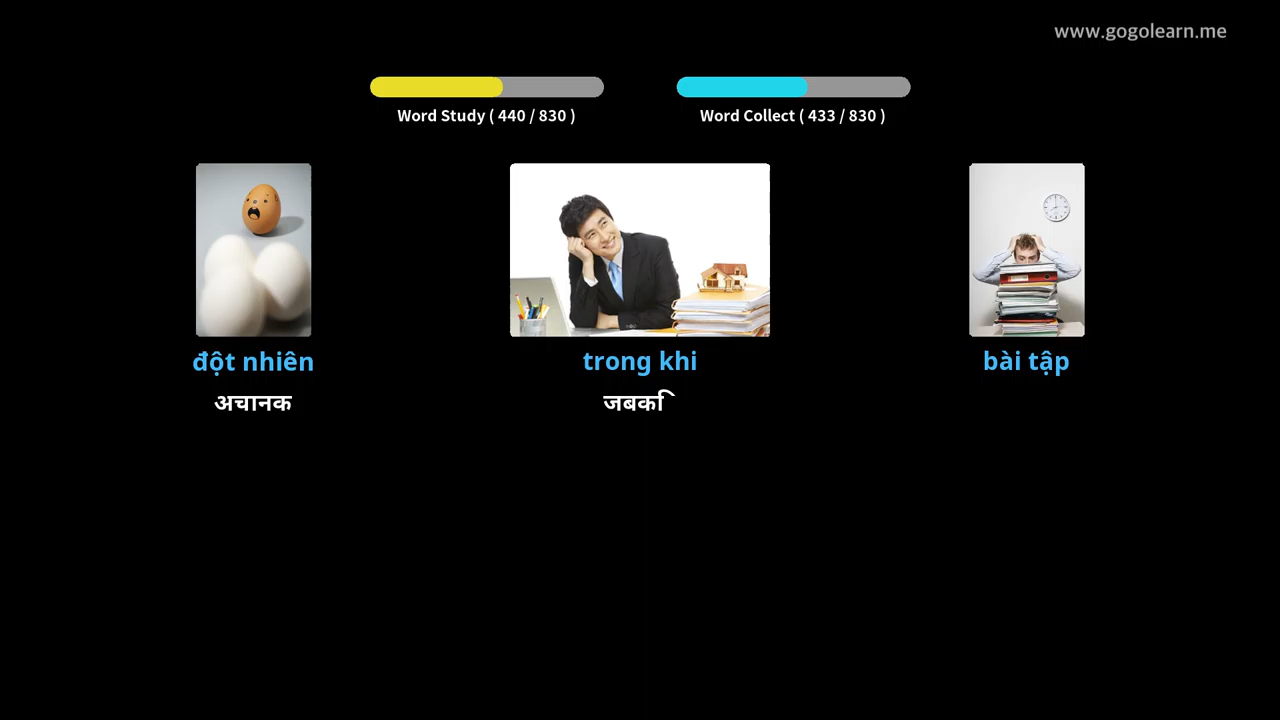 www.gogolearn.me
Word Study ( 440 / 830 )
Word Collect ( 433 / 830 )
đột nhiên
trong khi
bài tập
अचानक
जबकि